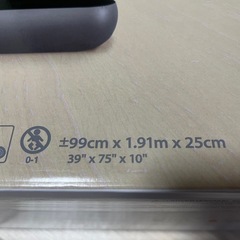 ±99cm x 1.91m x 25cm
39" x 75" x 10"
0-1